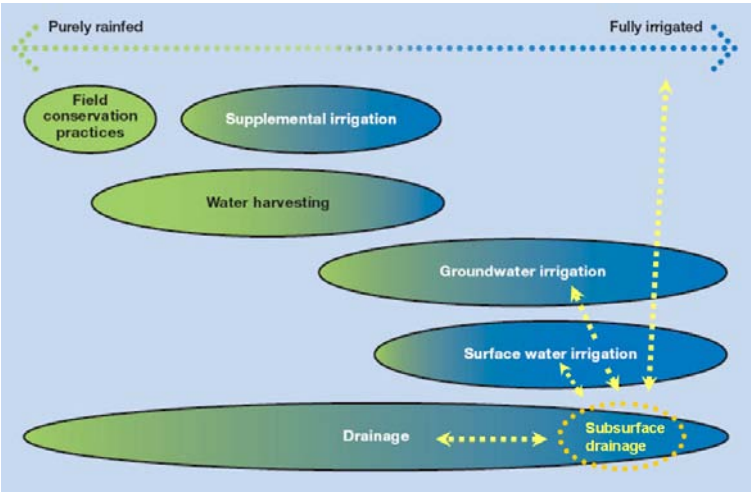 Purely rainfed
Fully irrigated
Field
conservation
practices
Supplemental irrigation
Water harvesting
Groundwater irrigation
Surface water irrigation
Drainage
Subsurface
drainage